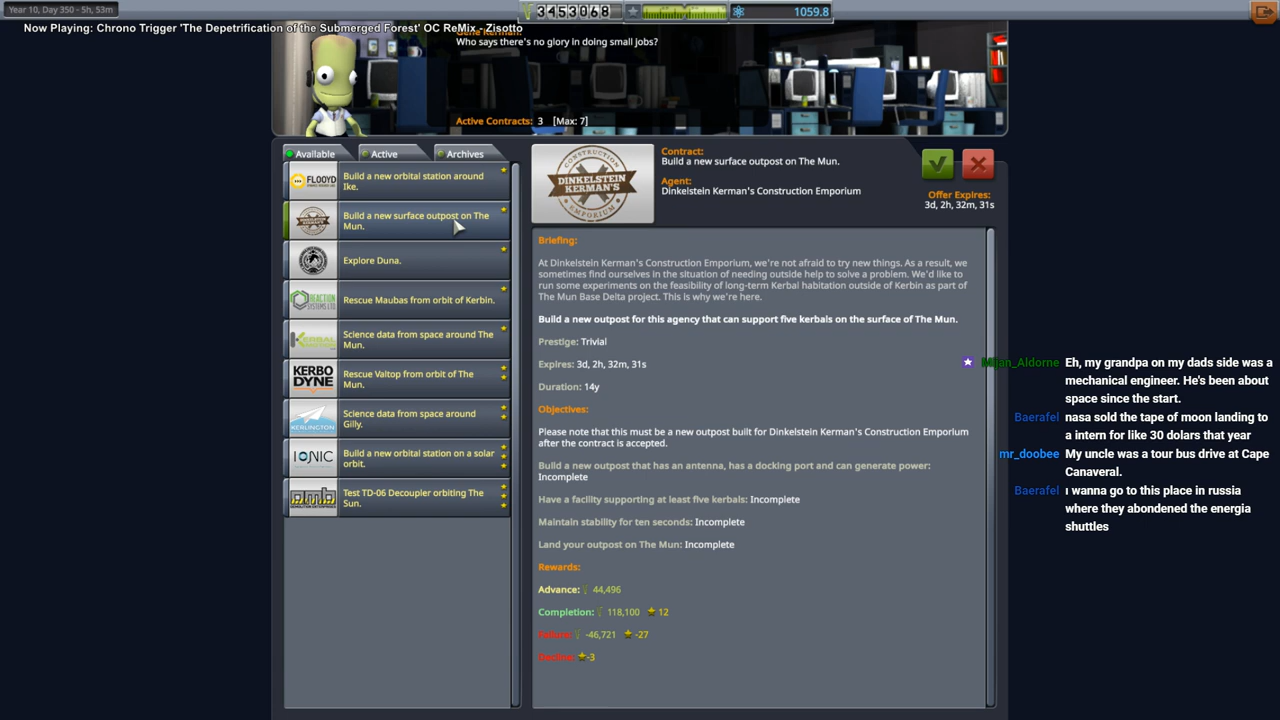 Year 10, Day 350 - 5h, 53m
3453068
1059.8
Now Playing: Chrono Trigger 'The Depetrification of the Submerged Forest' OC ReMix - Zisotto
Gene Kerman:
Who says there's no glory in doing small jobs?
Active Contracts: 3 [Max: 7]
Available
Active
Archives
FLOOYD
Build a new orbital station around
Ike.
Build a new surface outpost on The
Mun.
Explore Duna.
REACTION
SYSTEMS LTD
Rescue Maubas from orbit of Kerbin.
KERBAL
Science data from space around The
Mun.
KERBO
DYNE
Rescue Valtop from orbit of The
Mun.
KERLINGTON
Science data from space around
Gilly.
IONIC
Build a new orbital station on a solar
orbit.
Test TD-06 Decoupler orbiting The
Sun.
CONSTRUCTION
DINKELSTEIN
KERMAN'S
EMPORIUM
Contract:
Build a new surface outpost on The Mun.
Agent:
Dinkelstein Kerman's Construction Emporium
Offer Expires:
3d, 2h, 32m, 31s
Briefing:
At Dinkelstein Kerman's Construction Emporium, we're not afraid to try new things. As a result, we
sometimes find ourselves in the situation of needing outside help to solve a problem. We'd like to
run some experiments on the feasibility of long-term Kerbal habitation outside of Kerbin as part of
The Mun Base Delta project. This is why we're here.
Build a new outpost for this agency that can support five kerbals on the surface of The Mun.
Prestige: Trivial
Expires: 3d, 2h, 32m, 31s
Duration: 14y
Objectives:
Please note that this must be a new outpost built for Dinkelstein Kerman's Construction Emporium
after the contract is accepted.
Build a new outpost that has an antenna, has a docking port and can generate power:
Incomplete
Have a facility supporting at least five kerbals: Incomplete
Maintain stability for ten seconds: Incomplete
Land your outpost on The Mun: Incomplete
Rewards:
Advance: 44,496
Completion: 118,100 12
Failure: -46,721 -27
Decline: -3
Mijan_Aldorne Eh, my grandpa on my dads side was a
mechanical engineer. He's been about
space since the start.
Baerafel nasa sold the tape of moon landing to
a intern for like 30 dolars that year
mr_doobee My uncle was a tour bus drive at Cape
Canaveral.
Baerafel ı wanna go to this place in russia
where they abondened the energia
shuttles